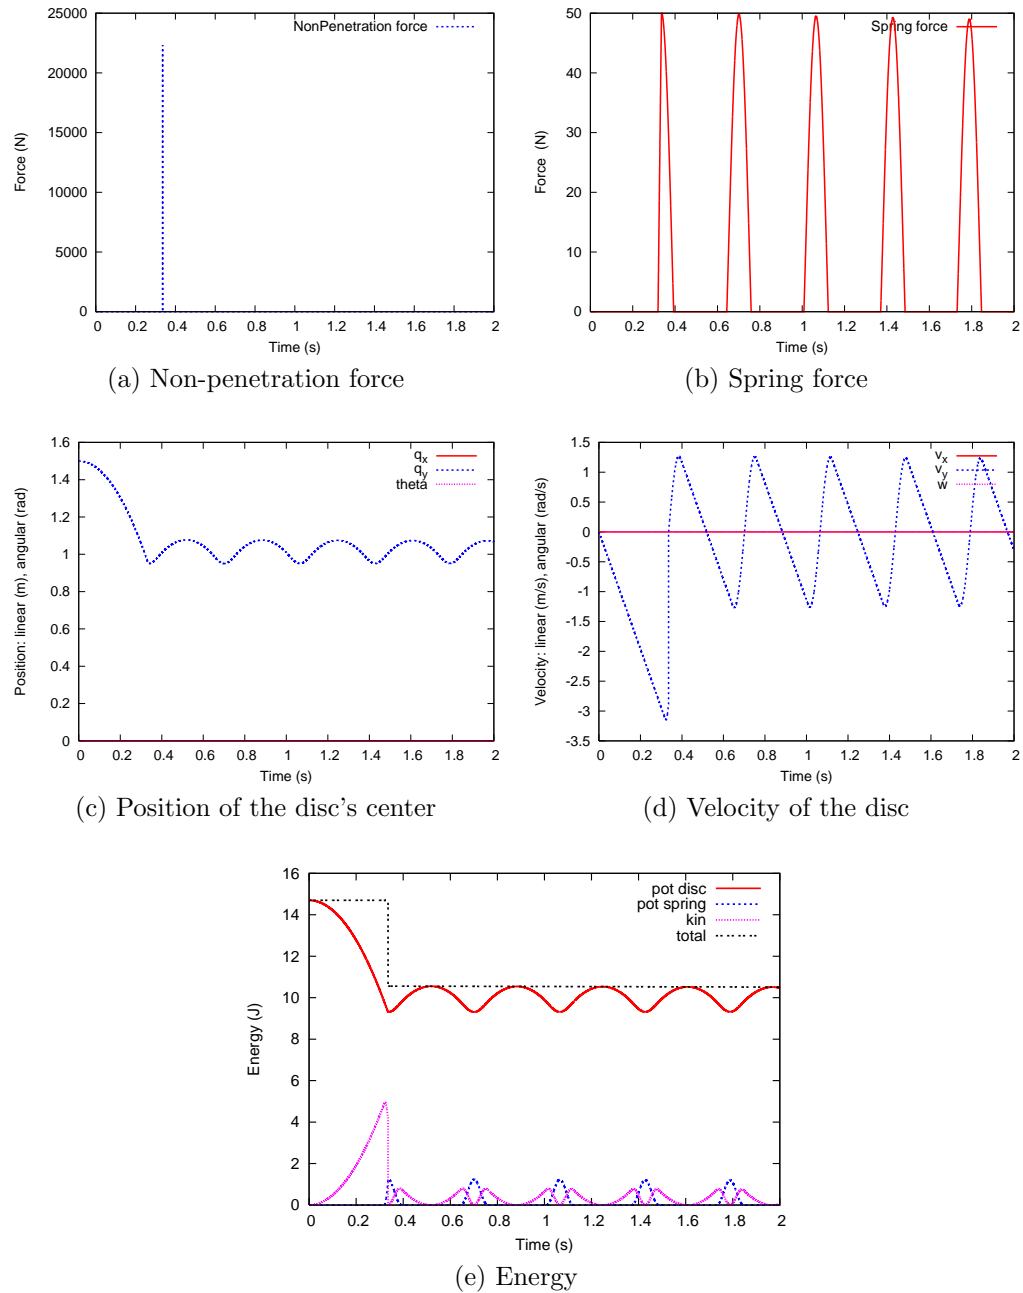 25000
20000
15000
10000
5000
0
Force (N)
0 0.2 0.4 0.6 0.8 1 1.2 1.4 1.6 1.8 2
Time (s)
NonPenetration force
(a) Non-penetration force
50
40
30
20
10
0
Force (N)
0 0.2 0.4 0.6 0.8 1 1.2 1.4 1.6 1.8 2
Time (s)
Spring force
(b) Spring force
1.6
1.4
1.2
1
0.8
0.6
0.4
0.2
0
Position: linear (m), angular (rad)
0 0.2 0.4 0.6 0.8 1 1.2 1.4 1.6 1.8 2
Time (s)
q_x
q_y
theta
(c) Position of the disc's center
1.5
1
0.5
0
-0.5
-1
-1.5
-2
-2.5
-3
-3.5
Velocity: linear (m/s), angular (rad/s)
0 0.2 0.4 0.6 0.8 1 1.2 1.4 1.6 1.8 2
Time (s)
v_x
v_y
w
(d) Velocity of the disc
16
14
12
10
8
6
4
2
0
Energy (J)
0 0.2 0.4 0.6 0.8 1 1.2 1.4 1.6 1.8 2
Time (s)
pot disc
pot spring
kin
total
(e) Energy